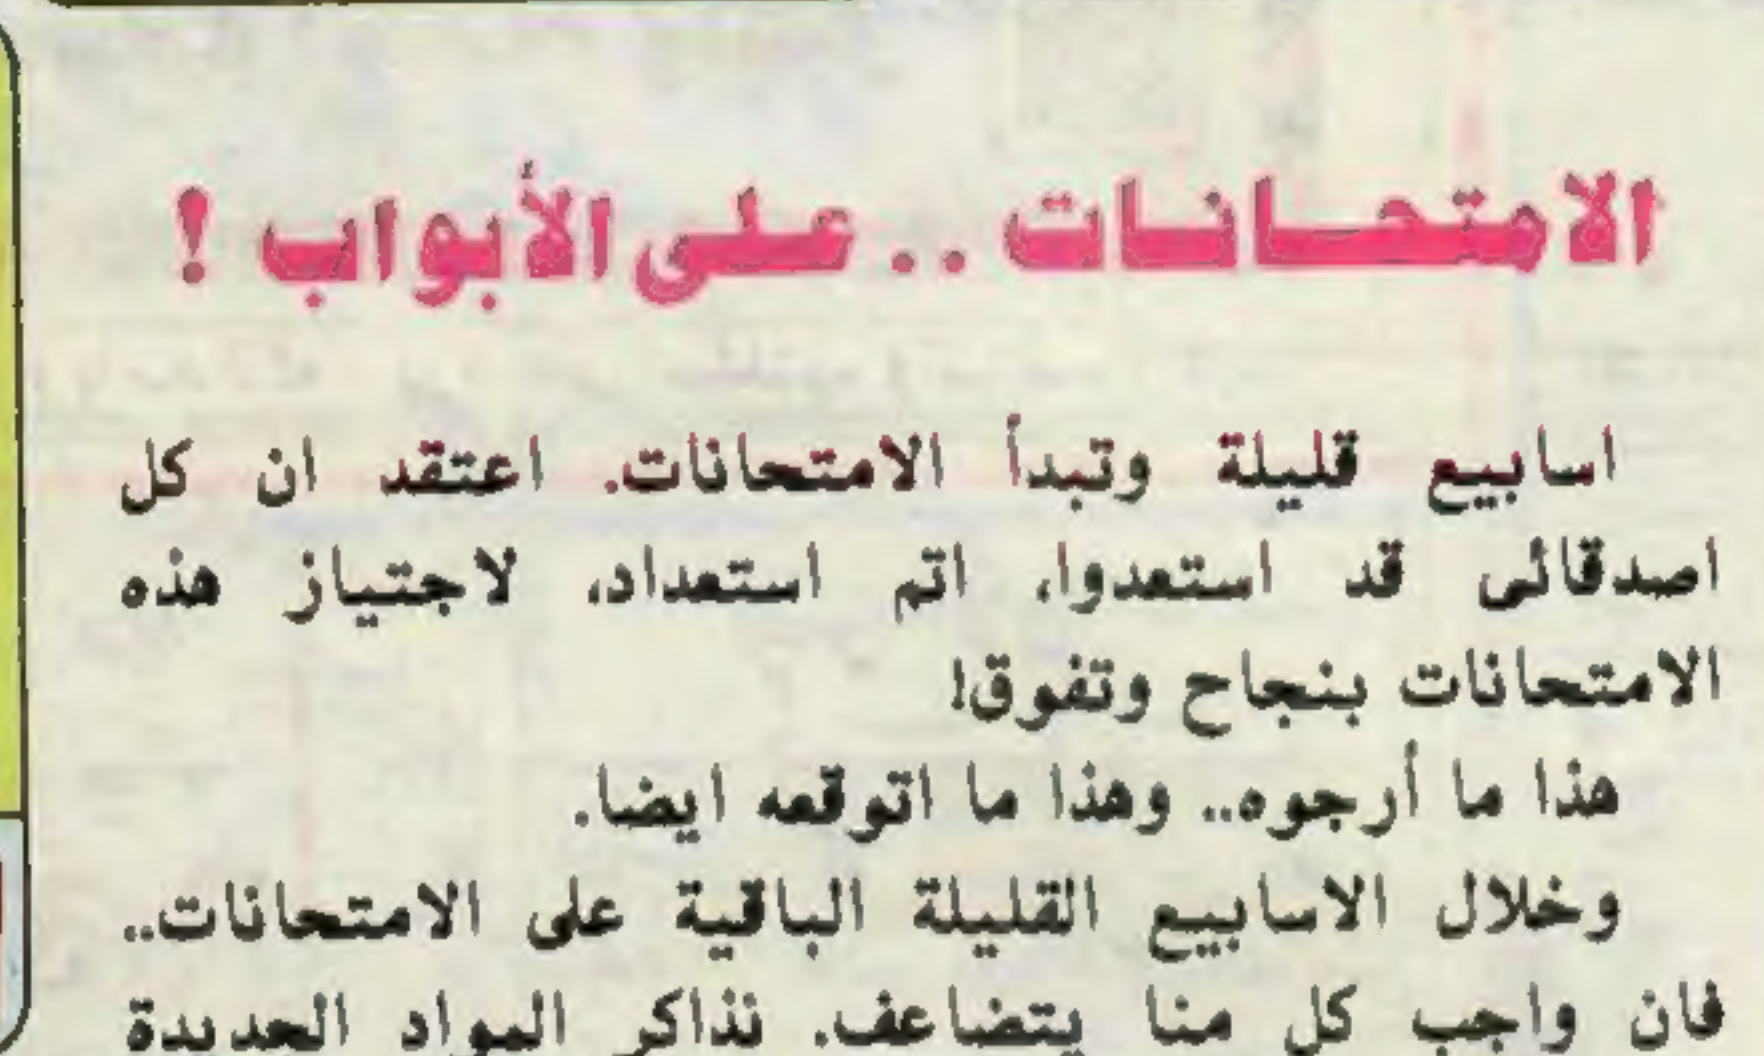 الامتحانات .. على الأبواب !
اسابيع قليلة وتبدأ الامتحانات. اعتقد ان كل
اصدقائى قد استعدوا، اتم استعداد، لاجتياز هذه
الامتحانات بنجاح وتفوق!
هذا ما أرجوه.. وهذا ما اتوقعه ايضا.
وخلال الاسابيع القليلة الباقية على الامتحانات..
فان واجب كل منا يتضاعف. نذاكر المواد الجديدة